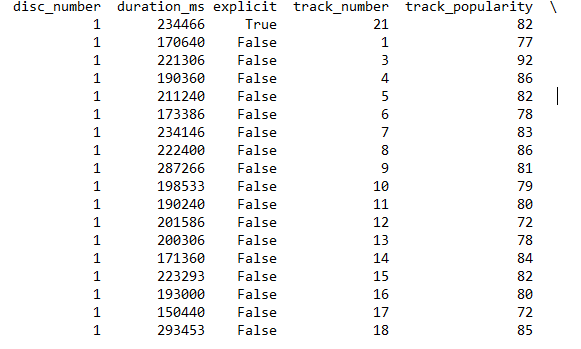 disc_number duration_ms explicit track_number track_popularity \
1 234466 True 21 82
1 170640 False 1 77
1 221306 False 3 92
1 190360 False 4 86
1 211240 False 5 82
1 173386 False 6 78
1 234146 False 7 83
1 222400 False 8 86
1 287266 False 9 81
1 198533 False 10 79
1 190240 False 11 80
1 201586 False 12 72
1 200306 False 13 78
1 171360 False 14 84
1 223293 False 15 82
1 193000 False 16 80
1 150440 False 17 72
1 293453 False 18 85